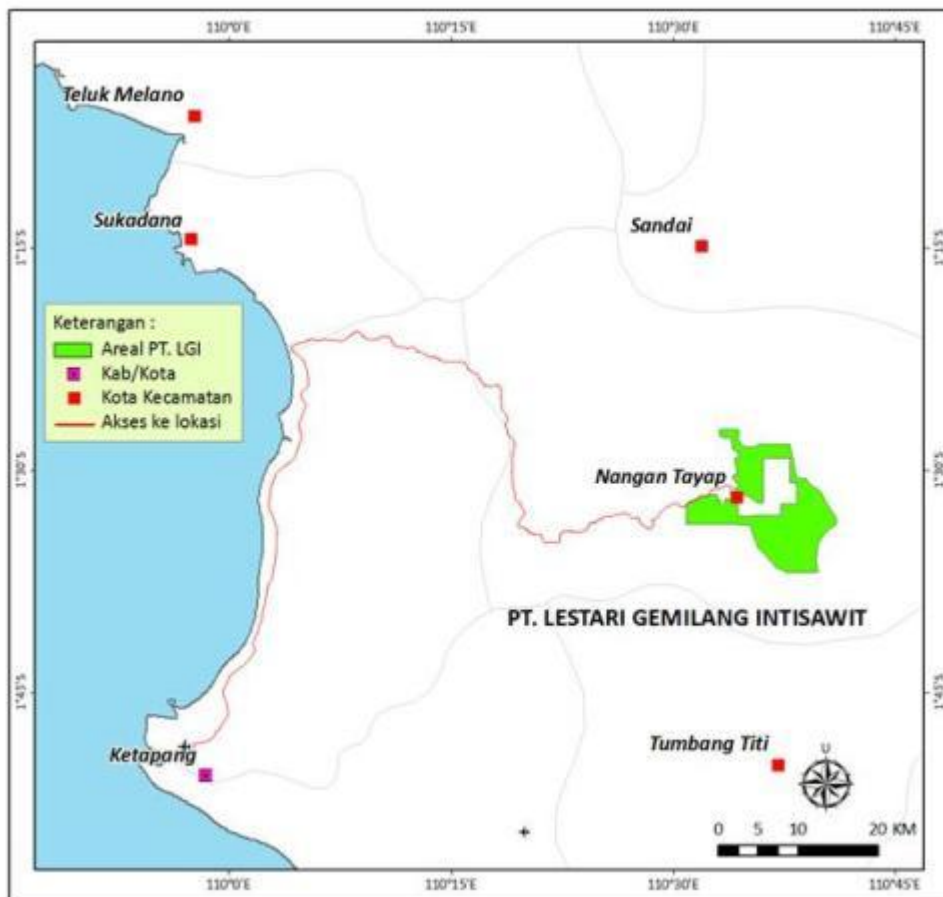 110°0'E 110°15'E 110°30'E 110°45'E
Teluk Melano
Sukadana
Sandai
1°15'S 1°15'S
Keterangan :
Areal PT. LGI
Kab/Kota
Kota Kecamatan
Akses ke lokasi
1°30'S 1°30'S
Nangan Tayap
PT. LESTARI GEMILANG INTISAWIT
1°45'S 1°45'S
Ketapang
Tumbang Titi
U
0 5 10 20 KM
110°0'E 110°15'E 110°30'E 110°45'E